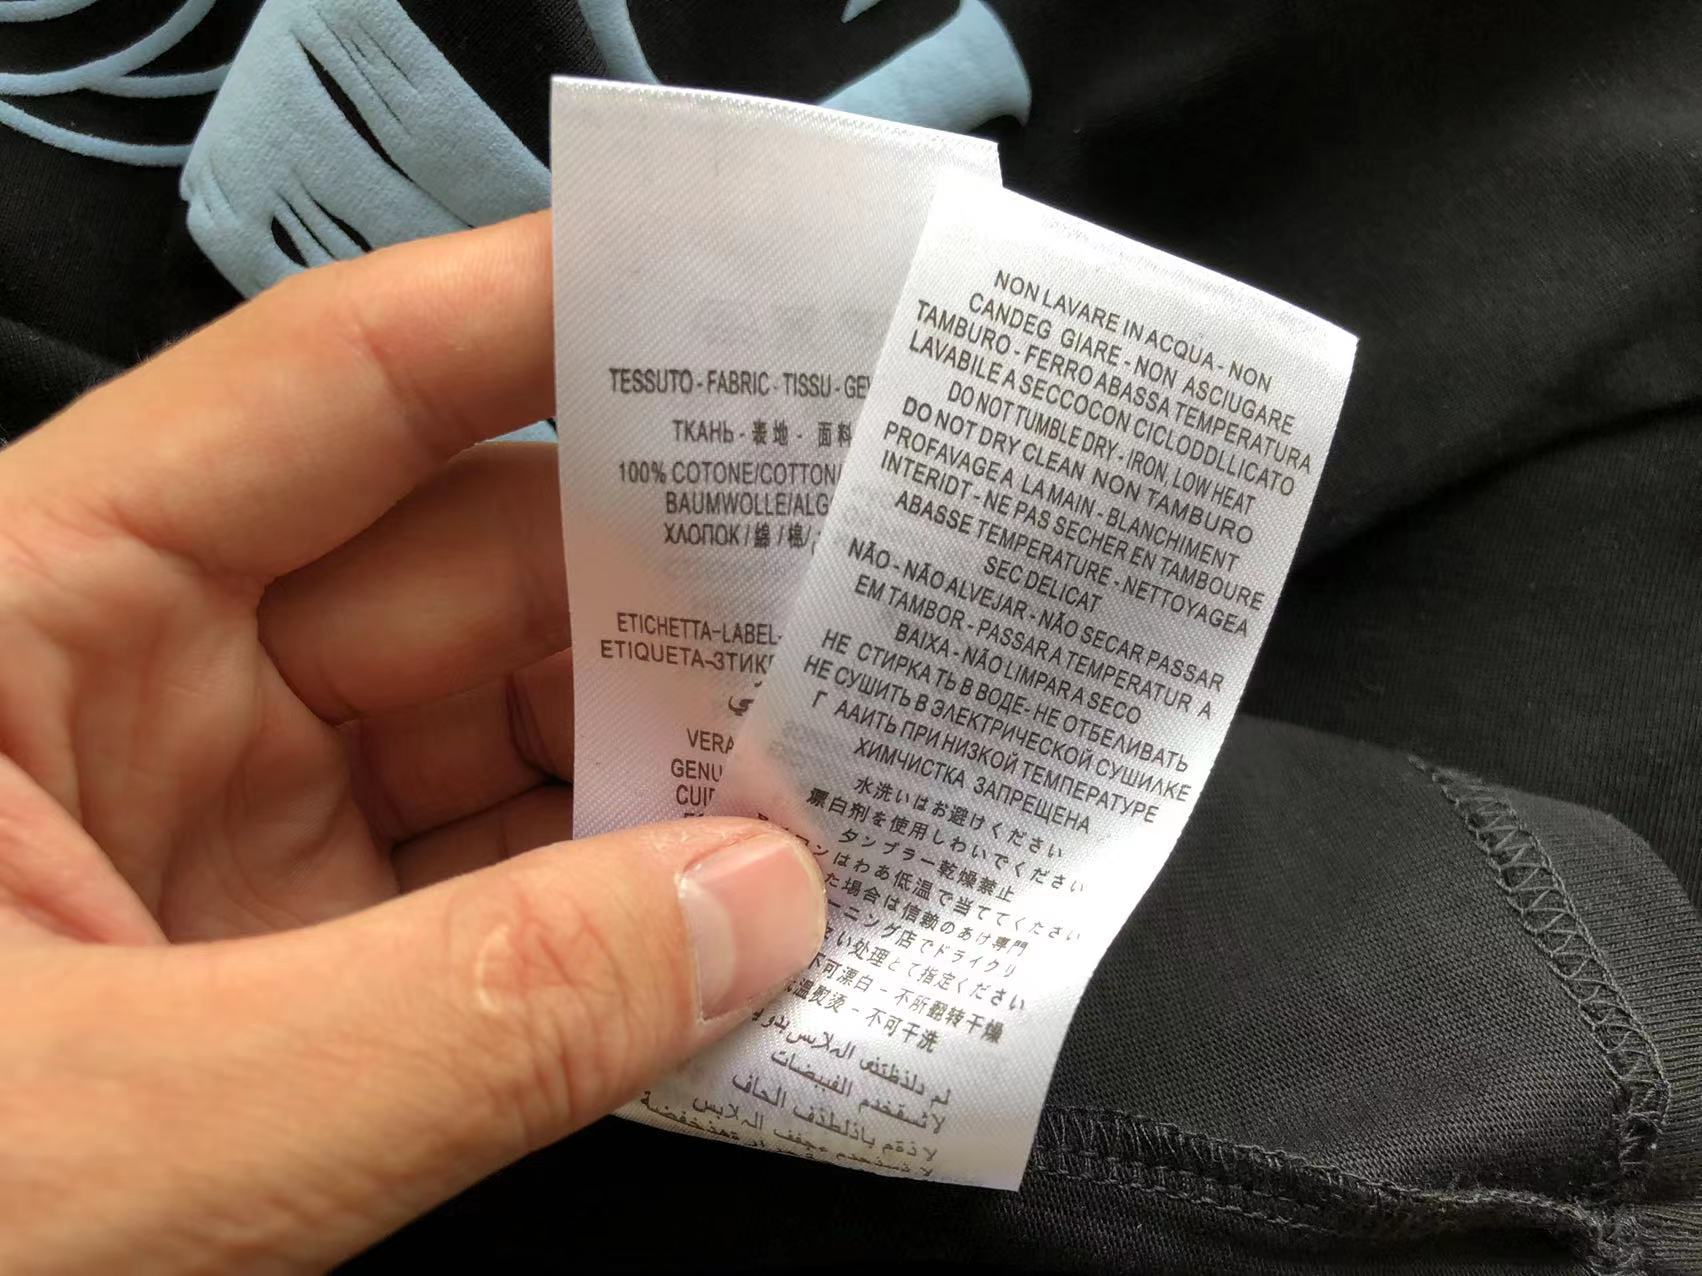 TESSUTO - FABRIC - TISSU -
ТКАНЬ - 表地 - 面料
100% COTONE/COTTON
BAUMWOLLE/ALG
ХЛОПОК / 綿 / 棉/
ETICHETTA-LABEL-
ETIQUETA-ЗТИК
VERA
GENU
NON LAVARE IN ACQUA - NON
CANDEG GIARE - NON ASCIUGARE
TAMBURO - FERRO ABASSA TEMPERATURA
LAVABILE A SECCOCON CICLODDLLICATO
DO NOTTUMBLE DRY - IRON, LOW HEAT
DO NOT DRY CLEAN NON TAMBURO
PROFAVAGE A LA MAIN - BLANCHIMENT
INTERIDT - NE PAS SECHER EN TAMBOURE
ABASSE TEMPERATURE - NETTOYAGEA
SEC DELICAT
NÃO - NÃO ALVEJAR - NÃO SECAR PASSAR
EM TAMBOR - PASSAR A TEMPERATUR A
BAIXA - NÃO LIMPAR A SECO
НЕ СТИРКА ТЬ В ВОДЕ- НЕ ОТБЕЛИВАТЬ
НЕ СУШИТЬ В ЭЛЕКТРИЧЕСКОЙ СУШИЛКЕ
Г ААИТЬ ПРИ НИЗКОЙ ТЕМПЕРАТУРЕ
ХИМЧИСТКА ЗАПРЕЩЕНА
水洗いはお避けください
漂白剤を使用しわいでください
タンブラー乾燥禁止
ンはわあ低温で当ててください
た場合は信頼のあけ専門
ーニング店でドライクリ
い处理とて指定ください
不可漂白 - 不所翻转干燥
低温熨烫 - 不可干洗